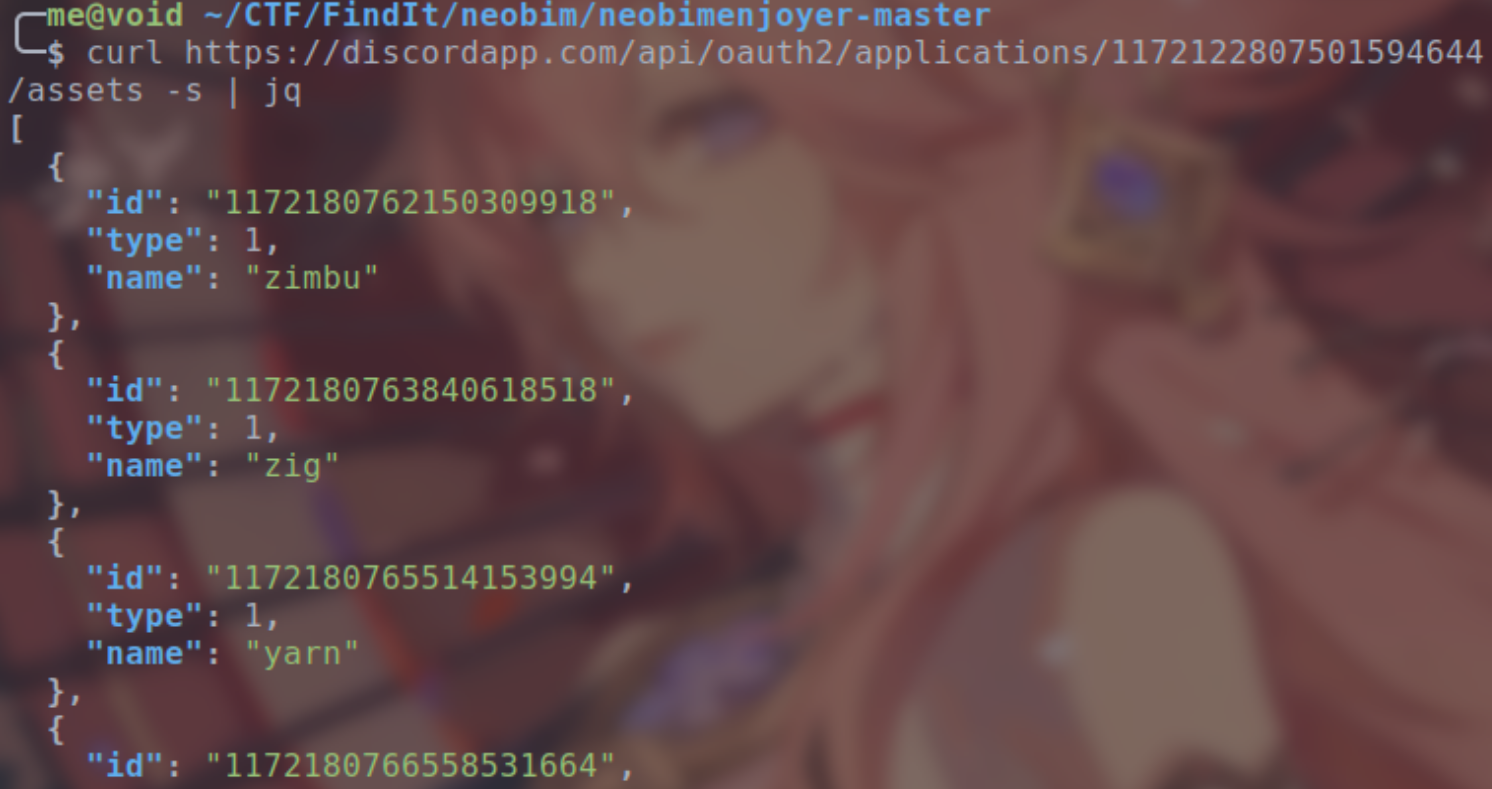 me@void ~/CTF/FindIt/neobim/neobimenjoyer-master
$ curl https://discordapp.com/api/oauth2/applications/1172122807501594644
/assets -s | jq
[
  {
    "id": "1172180762150309918",
    "type": 1,
    "name": "zimbu"
  },
  {
    "id": "1172180763840618518",
    "type": 1,
    "name": "zig"
  },
  {
    "id": "1172180765514153994",
    "type": 1,
    "name": "yarn"
  },
  {
    "id": "1172180766558531664",